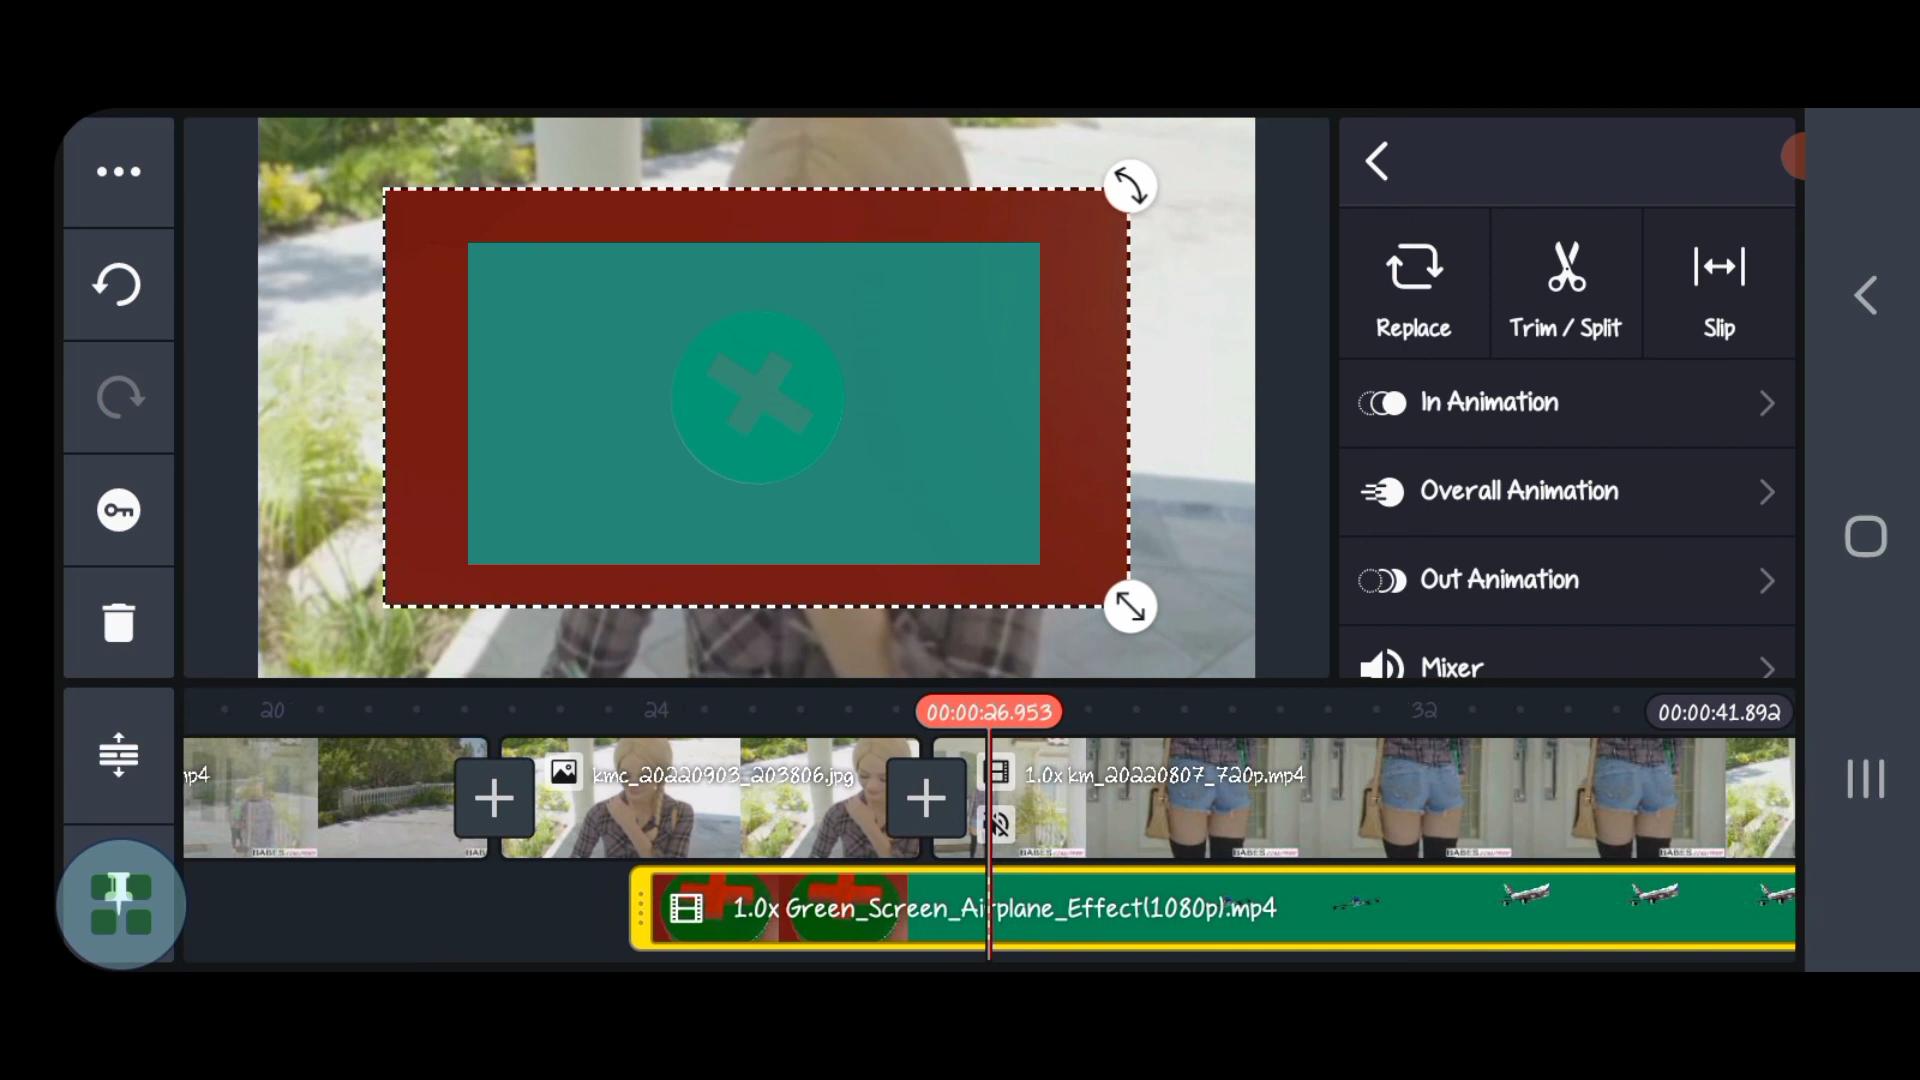 Replace
Trim / Split
Slip
In Animation
Overall Animation
Out Animation
Mixer
20
24
00:00:26.953
32
00:00:41.892
kmc_20220903_203806.jpg
1.0x km_20220807_720p.mp4
1.0x Green_Screen_Airplane_Effect(1080p).mp4